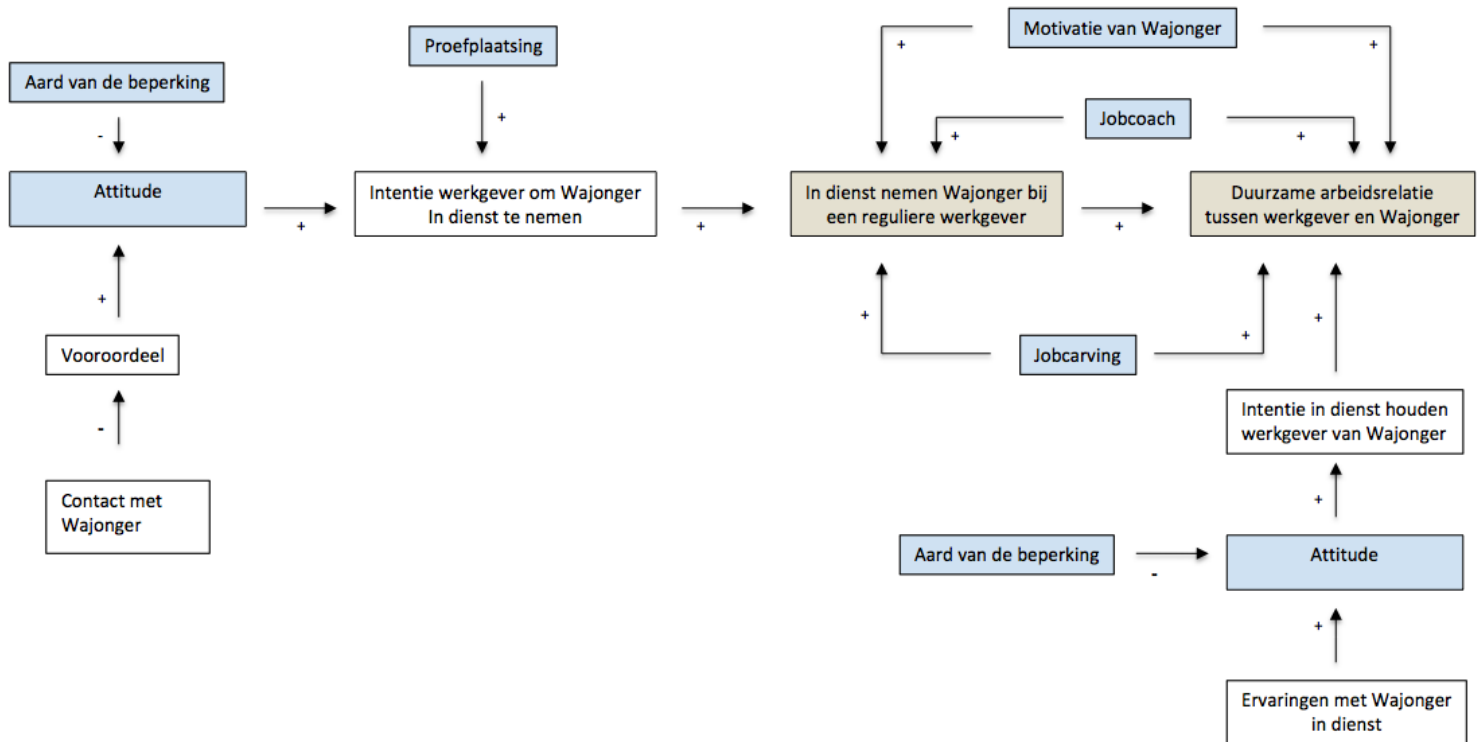 Motivatie van Wajonger
+
+
Proefplaatsing
Aard van de beperking
Jobcoach
+
+
+
-
Attitude
Intentie werkgever om Wajonger
In dienst te nemen
In dienst nemen Wajonger bij
een reguliere werkgever
Duurzame arbeidsrelatie
tussen werkgever en Wajonger
+
+
+
+
Vooroordeel
+
Jobcarving
+
+
-
Intentie in dienst houden
werkgever van Wajonger
Contact met
Wajonger
+
Aard van de beperking
-
Attitude
+
Ervaringen met Wajonger
in dienst